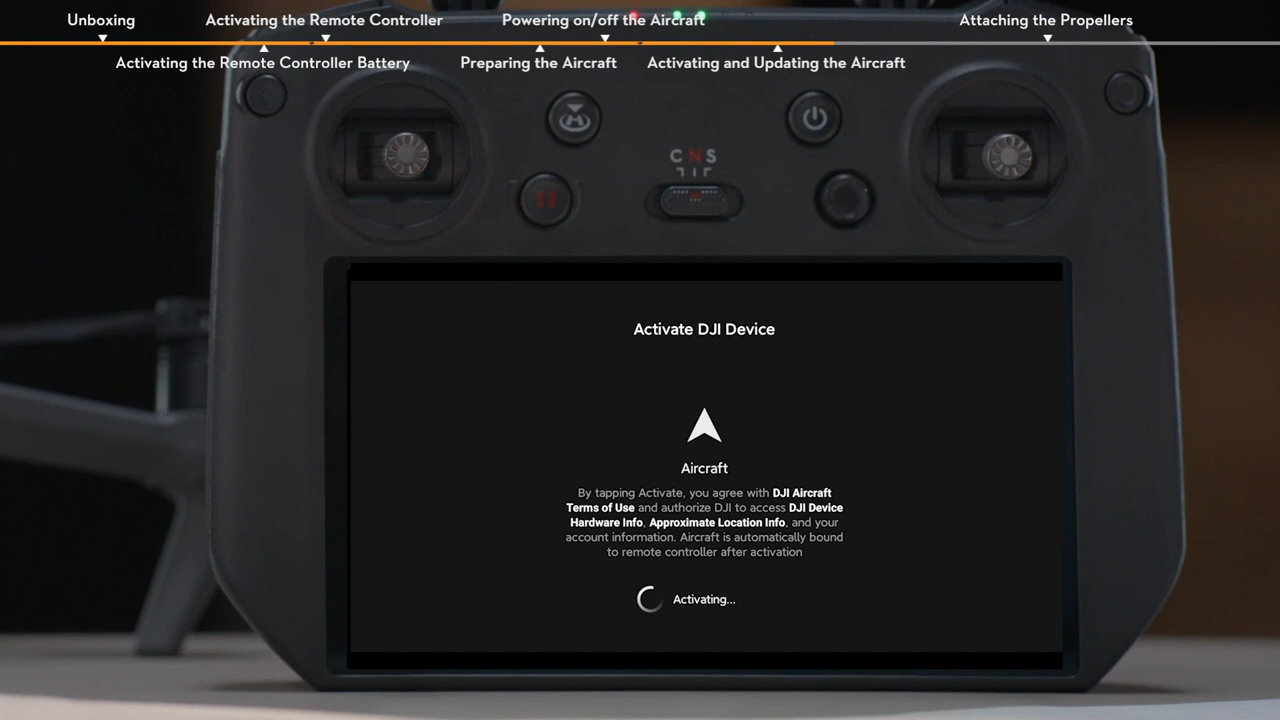 Unboxing
Activating the Remote Controller
Powering on/off the Aircraft
Attaching the Propellers
Activating the Remote Controller Battery
Preparing the Aircraft
Activating and Updating the Aircraft
C N S
Activate DJI Device
Aircraft
By tapping Activate, you agree with DJI Aircraft
Terms of Use and authorize DJI to access DJI Device
Hardware Info, Approximate Location Info, and your
account information. Aircraft is automatically bound
to remote controller after activation
Activating...